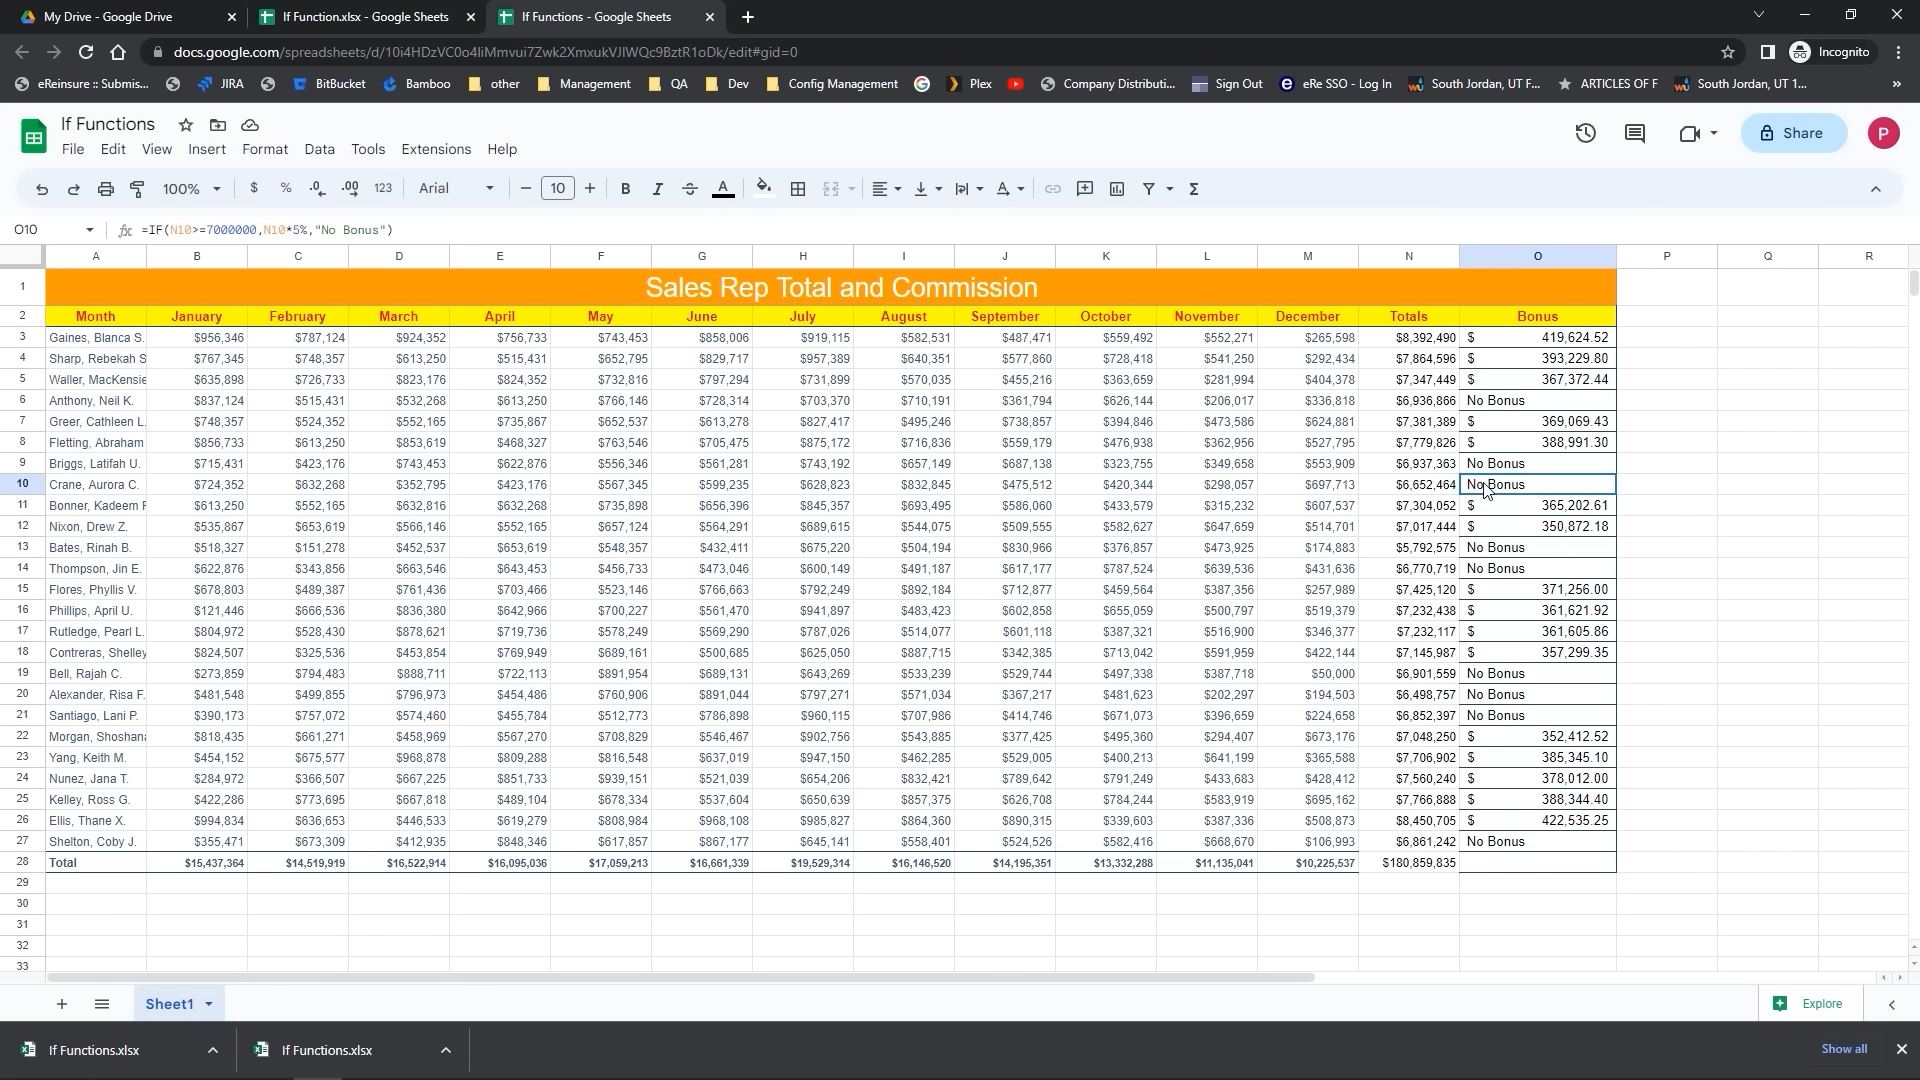 My Drive - Google Drive
If Function.xlsx - Google Sheets
If Functions - Google Sheets
docs.google.com/spreadsheets/d/10i4HDzVC0o4liMmvui7Zwk2XmxukVJIWQc9BztR1oDk/edit#gid=0
Incognito
eReinsure :: Submis... JIRA BitBucket Bamboo other Management QA Dev Config Management Plex Company Distributi... Sign Out eRe SSO - Log In South Jordan, UT F... ARTICLES OF F South Jordan, UT 1... »
If Functions
Share
P
File Edit View Insert Format Data Tools Extensions Help
100% $ % .0 .00 123 Arial 10 B I S A Σ
O10 fx =IF(N10>=7000000,N10*5%,"No Bonus")
A B C D E F G H I J K L M N O P Q R
1 Sales Rep Total and Commission
2 Month January February March April May June July August September October November December Totals Bonus
3 Gaines, Blanca S. $956,346 $787,124 $924,352 $756,733 $743,453 $858,006 $919,115 $582,531 $487,471 $559,492 $552,271 $265,598 $8,392,490 $ 419,624.52
4 Sharp, Rebekah S $767,345 $748,357 $613,250 $515,431 $652,795 $829,717 $957,389 $640,351 $577,860 $728,418 $541,250 $292,434 $7,864,596 $ 393,229.80
5 Waller, MacKensie $635,898 $726,733 $823,176 $824,352 $732,816 $797,294 $731,899 $570,035 $455,216 $363,659 $281,994 $404,378 $7,347,449 $ 367,372.44
6 Anthony, Neil K. $837,124 $515,431 $532,268 $613,250 $766,146 $728,314 $703,370 $710,191 $361,794 $626,144 $206,017 $336,818 $6,936,866 No Bonus
7 Greer, Cathleen L. $748,357 $524,352 $552,165 $735,867 $652,537 $613,278 $827,417 $495,246 $738,857 $394,846 $473,586 $624,881 $7,381,389 $ 369,069.43
8 Fletting, Abraham $856,733 $613,250 $853,619 $468,327 $763,546 $705,475 $875,172 $716,836 $559,179 $476,938 $362,956 $527,795 $7,779,826 $ 388,991.30
9 Briggs, Latifah U. $715,431 $423,176 $743,453 $622,876 $556,346 $561,281 $743,192 $657,149 $687,138 $323,755 $349,658 $553,909 $6,937,363 No Bonus
10 Crane, Aurora C. $724,352 $632,268 $352,795 $423,176 $567,345 $599,235 $628,823 $832,845 $475,512 $420,344 $298,057 $697,713 $6,652,464 No Bonus
11 Bonner, Kadeem F $613,250 $552,165 $632,816 $632,268 $735,898 $656,396 $845,357 $693,495 $586,060 $433,579 $315,232 $607,537 $7,304,052 $ 365,202.61
12 Nixon, Drew Z. $535,867 $653,619 $566,146 $552,165 $657,124 $564,291 $689,615 $544,075 $509,555 $582,627 $647,659 $514,701 $7,017,444 $ 350,872.18
13 Bates, Rinah B. $518,327 $151,278 $452,537 $653,619 $548,357 $432,411 $675,220 $504,194 $830,966 $376,857 $473,925 $174,883 $5,792,575 No Bonus
14 Thompson, Jin E. $622,876 $343,856 $663,546 $643,453 $456,733 $473,046 $600,149 $491,187 $617,177 $787,524 $639,536 $431,636 $6,770,719 No Bonus
15 Flores, Phyllis V. $678,803 $489,387 $761,436 $703,466 $523,146 $766,663 $792,249 $892,184 $712,877 $459,564 $387,356 $257,989 $7,425,120 $ 371,256.00
16 Phillips, April U. $121,446 $666,536 $836,380 $642,966 $700,227 $561,470 $941,897 $483,423 $602,858 $655,059 $500,797 $519,379 $7,232,438 $ 361,621.92
17 Rutledge, Pearl L. $804,972 $528,430 $878,621 $719,736 $578,249 $569,290 $787,026 $514,077 $601,118 $387,321 $516,900 $346,377 $7,232,117 $ 361,605.86
18 Contreras, Shelley $824,507 $325,536 $453,854 $769,949 $689,161 $500,685 $625,050 $887,715 $342,385 $713,042 $591,959 $422,144 $7,145,987 $ 357,299.35
19 Bell, Rajah C. $273,859 $794,483 $888,711 $722,113 $891,954 $689,131 $643,269 $533,239 $529,744 $497,338 $387,718 $50,000 $6,901,559 No Bonus
20 Alexander, Risa F. $481,548 $499,855 $796,973 $454,486 $760,906 $891,044 $797,271 $571,034 $367,217 $481,623 $202,297 $194,503 $6,498,757 No Bonus
21 Santiago, Lani P. $390,173 $757,072 $574,460 $455,784 $512,773 $786,898 $960,115 $707,986 $414,746 $671,073 $396,659 $224,658 $6,852,397 No Bonus
22 Morgan, Shoshana $818,435 $661,271 $458,969 $567,270 $708,829 $546,467 $902,756 $543,885 $377,425 $495,360 $294,407 $673,176 $7,048,250 $ 352,412.52
23 Yang, Keith M. $454,152 $675,577 $968,878 $809,288 $816,548 $637,019 $947,150 $462,285 $529,005 $400,213 $641,199 $365,588 $7,706,902 $ 385,345.10
24 Nunez, Jana T. $284,972 $366,507 $667,225 $851,733 $939,151 $521,039 $654,206 $832,421 $789,642 $791,249 $433,683 $428,412 $7,560,240 $ 378,012.00
25 Kelley, Ross G. $422,286 $773,695 $667,818 $489,104 $678,334 $537,604 $650,639 $857,375 $626,708 $784,244 $583,919 $695,162 $7,766,888 $ 388,344.40
26 Ellis, Thane X. $994,834 $636,653 $446,533 $619,279 $808,984 $968,108 $985,827 $864,360 $890,315 $339,603 $387,336 $508,873 $8,450,705 $ 422,535.25
27 Shelton, Coby J. $355,471 $673,309 $412,935 $848,346 $617,857 $867,177 $645,141 $558,401 $524,526 $582,416 $668,670 $106,993 $6,861,242 No Bonus
28 Total $15,437,364 $14,519,919 $16,522,914 $16,095,036 $17,059,213 $16,661,339 $19,529,314 $16,146,520 $14,195,351 $13,332,288 $11,135,041 $10,225,537 $180,859,835
29
30
31
32
33
Sheet1
Explore
If Functions.xlsx
If Functions.xlsx
Show all